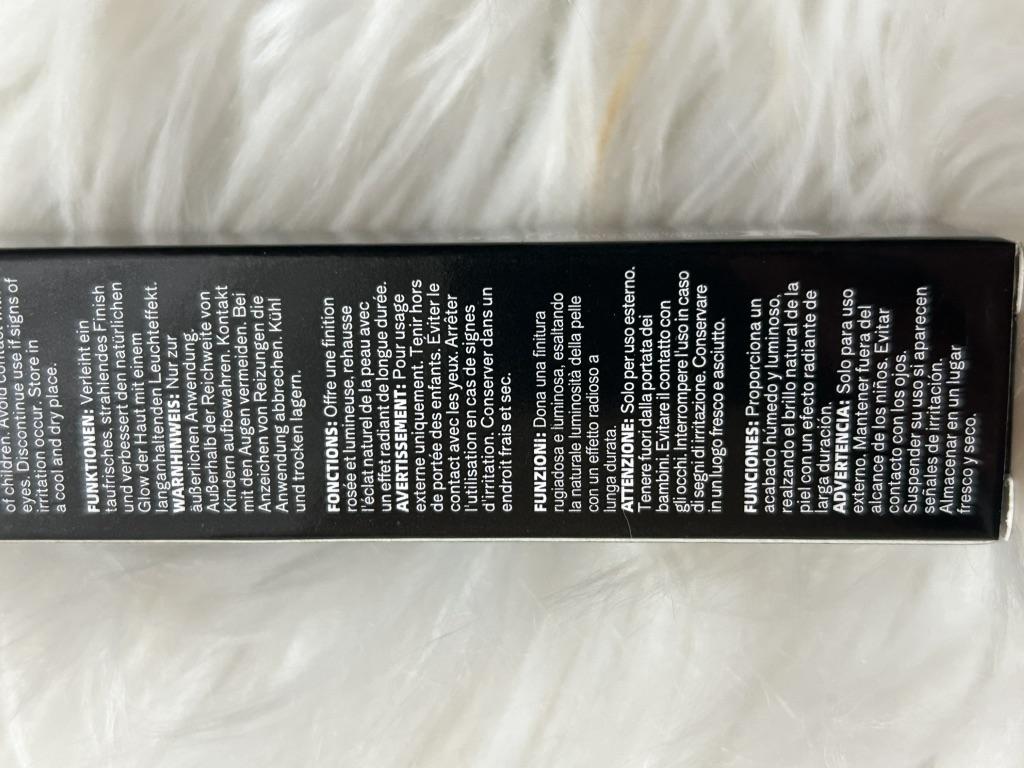 of children. Avoid contact
eyes. Discontinue use if signs of
irritation occur. Store in
a cool and dry place.
FUNKTIONEN: Verleiht ein
taufrisches, strahlendes Finish
und verbessert den natürlichen
Glow der Haut mit einem
langanhaltenden Leuchteffekt.
WARNHINWEIS: Nur zur
äußerlichen Anwendung.
Außerhalb der Reichweite von
Kindern aufbewahren. Kontakt
mit den Augen vermeiden. Bei
Anzeichen von Reizungen die
Anwendung abbrechen. Kühl
und trocken lagern.
FONCTIONS: Offre une finition
rosée et lumineuse, rehausse
l'éclat naturel de la peau avec
un effet radiant de longue durée.
AVERTISSEMENT: Pour usage
externe uniquement. Tenir hors
de portée des enfants. Eviter le
contact avec les yeux. Arrêter
l'utilisation en cas de signes
d'irritation. Conserver dans un
endroit frais et sec.
FUNZIONI: Dona una finitura
rugiadosa e luminosa, esaltando
la naturale luminosità della pelle
con un effetto radioso a
lunga durata.
ATTENZIONE: Solo per uso esterno.
Tenere fuori dalla portata dei
bambini. Evitare il contatto con
gli occhi. Interrompere l'uso in caso
di segni d'irritazione. Conservare
in un luogo fresco e asciutto.
FUNCIONES: Proporciona un
acabado húmedo y luminoso,
realzando el brillo natural de la
piel con un efecto radiante de
larga duración.
ADVERTENCIA: Solo para uso
externo. Mantener fuera del
alcance de los niños. Evitar
contacto con los ojos.
Suspender su uso si aparecen
señales de irritación.
Almacenar en un lugar
fresco y seco.